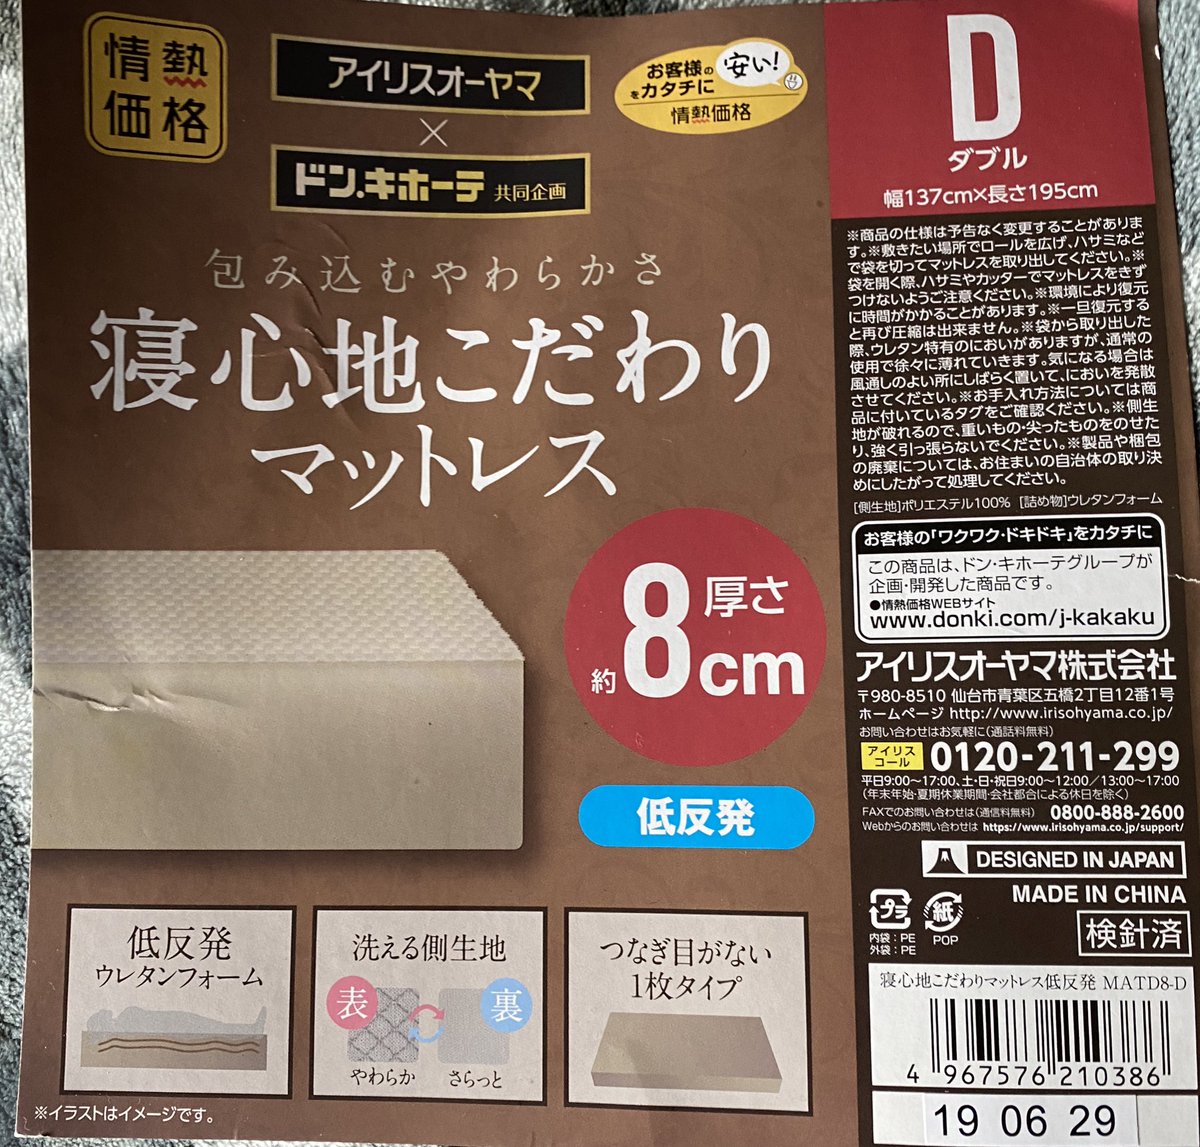 情熱
価格
アイリスオーヤマ
×
ドン.キホーテ 共同企画
お客様の
をカタチに
安い!
情熱価格
包み込むやわらかさ
寝心地こだわり
マットレス
厚さ
約8cm
低反発
低反発
ウレタンフォーム
洗える側生地
表
裏
やわらか
さらっと
つなぎ目がない
1枚タイプ
※イラストはイメージです。
D
ダブル
幅137cm×長さ195cm
※商品の仕様は予告なく変更することがありま
す。※敷きたい場所でロールを広げ、ハサミなど
で袋を切ってマットレスを取り出してください。※
袋を開く際、ハサミやカッターでマットレスをきず
つけないようご注意ください。※環境により復元
に時間がかかることがあります。※一旦復元する
と再び圧縮は出来ません。※袋から取り出した
際、ウレタン特有のにおいがありますが、通常の
使用で徐々に薄れていきます。気になる場合は
風通しのよい所にしばらく置いて、においを発散
させてください。※お手入れ方法については商
品に付いているタグをご確認ください。※側生
地が破れるので、重いもの・尖ったものをのせた
り、強く引っ張らないでください。※製品や梱包
の廃棄については、お住まいの自治体の取り決
めにしたがって処理してください。
[側生地]ポリエステル100% [詰め物]ウレタンフォーム
お客様の「ワクワク・ドキドキ」をカタチに
この商品は、ドン・キホーテグループが
企画・開発した商品です。
●情熱価格WEBサイト
www.donki.com/j-kakaku
アイリスオーヤマ株式会社
〒980-8510 仙台市青葉区五橋2丁目12番1号
ホームページ http://www.irisohyama.co.jp/
お問い合わせはお気軽に(通話料無料)
アイリス
コール
0120-211-299
平日9:00〜17:00、土・日・祝日9:00〜12:00/13:00〜17:00
(年末年始・夏期休業期間・会社都合による休日を除く)
FAXでのお問い合わせは(通信料無料) 0800-888-2600
Webからのお問い合わせは https://www.irisohyama.co.jp/support/
DESIGNED IN JAPAN
MADE IN CHINA
プラ
内袋:PE
外袋:PE
紙
POP
検針済
寝心地こだわりマットレス低反発 MATD8-D
4 967576 210386
19 06 29